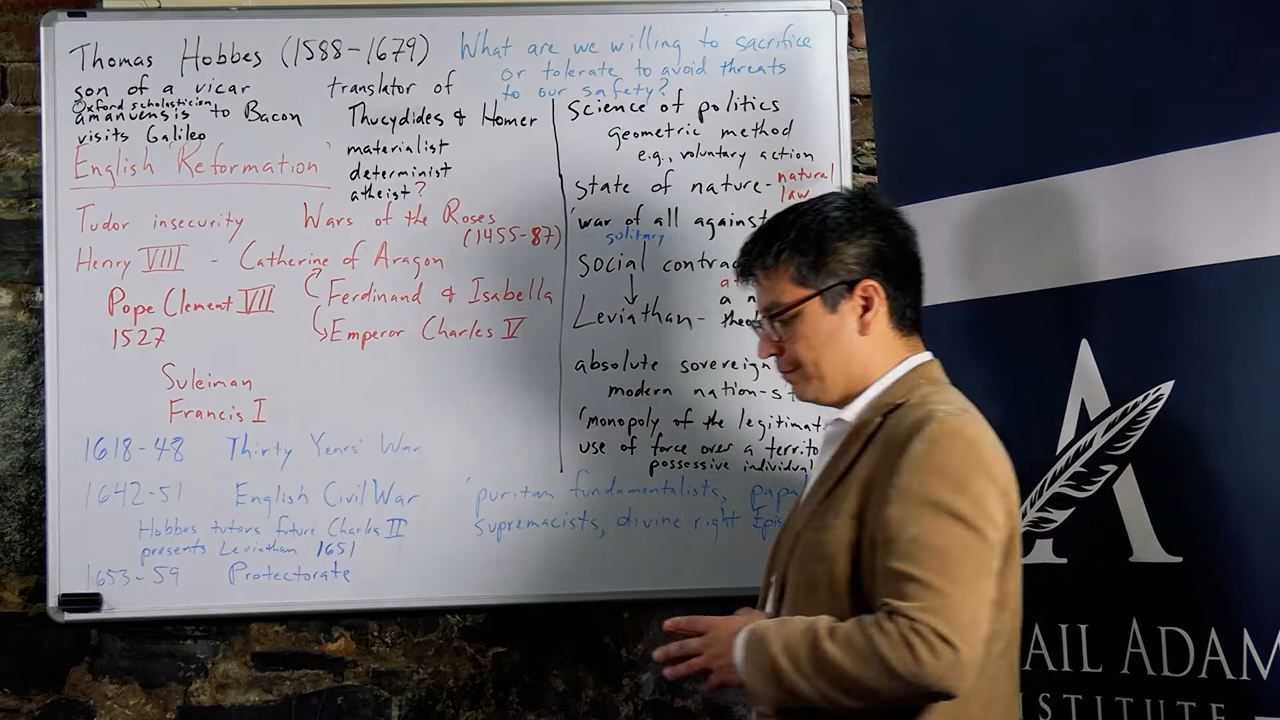 Thomas Hobbes (1588-1679)
What are we willing to sacrifice
or tolerate to avoid threats
to our safety?
son of a vicar
Oxford scholasticism
amanuensis to Bacon
visits Galileo
translator of
Thucydides & Homer
materialist
determinist
atheist?
English 'Reformation'
Tudor insecurity Wars of the Roses
(1455-87)
Henry VIII - Catherine of Aragon
Pope Clement VII
1527
Ferdinand & Isabella
Emperor Charles V
Suleiman
Francis I
1618-48 Thirty Years' War
1642-51 English Civil War
Hobbes tutors future Charles II
presents Leviathan 1651
1653-59 Protectorate
Science of politics
geometric method
e.g., voluntary action
state of nature - natural
law
'war of all against
solitary...
social contra
a
a n
Leviathan - theo
absolute sovereign
modern nation-s
'monopoly of the legitimat
use of force over a territo
possessive individual
'puritan fundamentalists, papa
supremacists, divine right Epis
A
AIL ADAM
STITUTE